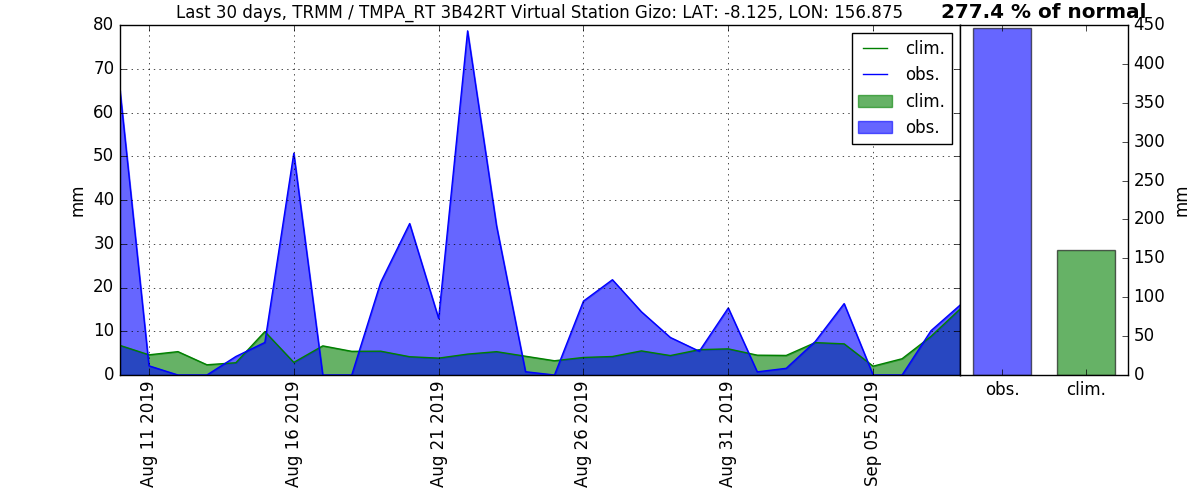 Last 30 days, TRMM / TMPA_RT 3B42RT Virtual Station Gizo: LAT: -8.125, LON: 156.875
277.4 % of normal
80
70
60
50
40
30
20
10
0
mm
clim.
obs.
clim.
obs.
450
400
350
300
250
200
150
100
50
0
mm
obs.
clim.
Aug 11 2019
Aug 16 2019
Aug 21 2019
Aug 26 2019
Aug 31 2019
Sep 05 2019